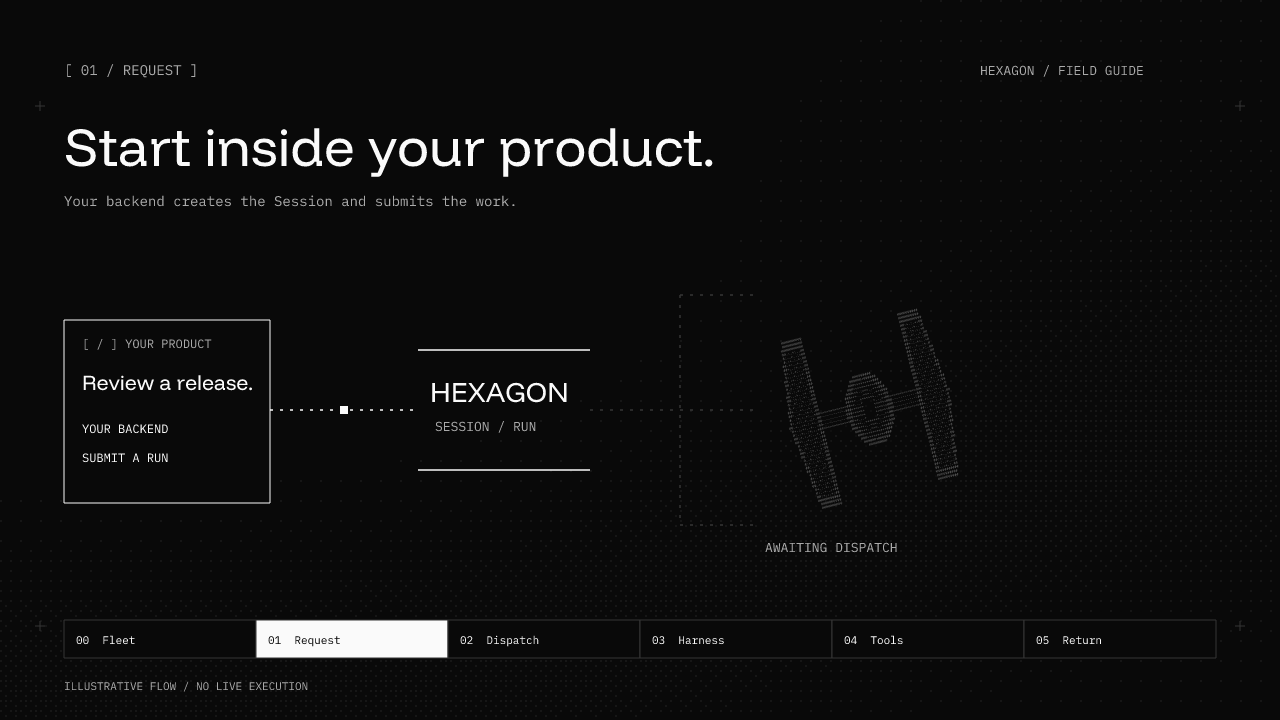 [ 01 / REQUEST ]
HEXAGON / FIELD GUIDE
Start inside your product.
Your backend creates the Session and submits the work.
[ / ] YOUR PRODUCT
Review a release.
YOUR BACKEND
SUBMIT A RUN
HEXAGON
SESSION / RUN
AWAITING DISPATCH
00 Fleet
01 Request
02 Dispatch
03 Harness
04 Tools
05 Return
ILLUSTRATIVE FLOW / NO LIVE EXECUTION